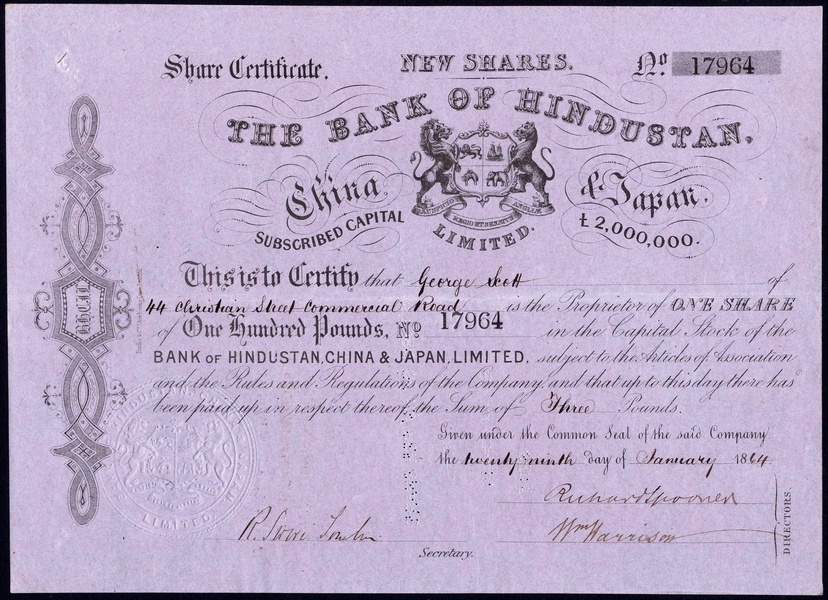 Share Certificate.
NEW SHARES.
No 17964
THE BANK OF HINDUSTAN,
China & Japan.
SUBSCRIBED CAPITAL £2,000,000.
LIMITED.
This is to Certify that George Scott of
44 Christian Street Commercial Road is the Proprietor of ONE SHARE
of One Hundred Pounds, No 17964 in the Capital Stock of the
BANK OF HINDUSTAN, CHINA & JAPAN, LIMITED, subject to the Articles of Association
and the Rules and Regulations of the Company, and that up to this day there has
been paid up in respect thereof, the Sum, of Three Pounds.
Given under the Common Seal of the said Company
the twenty ninth day of January 1864
Richard Spooner
Wm Harrison
DIRECTORS.
Secretary.